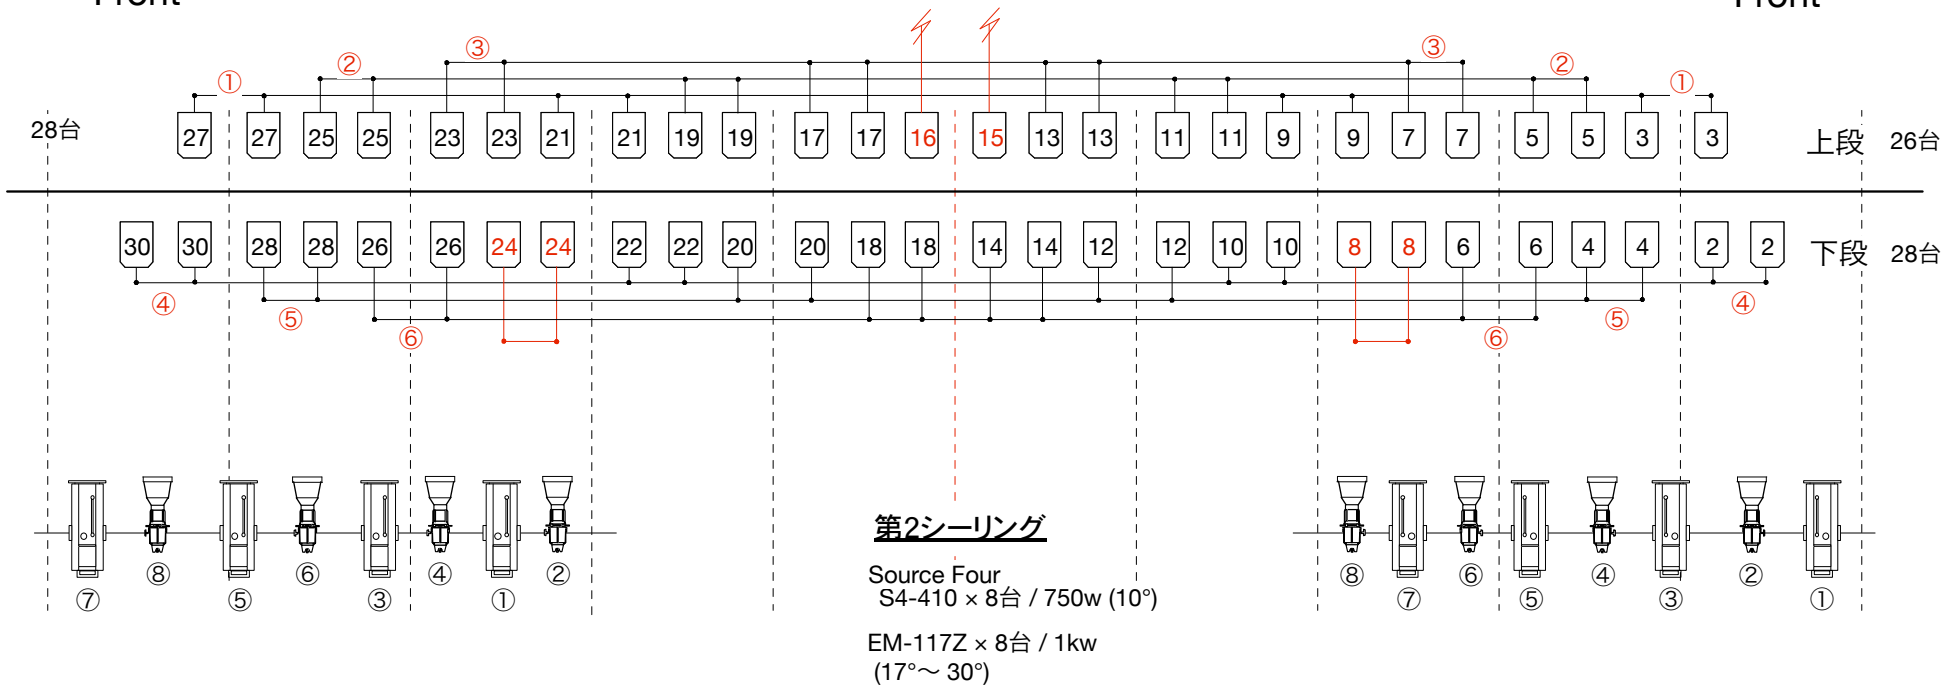 Front Front
③ ③
② ②
① ①
28台 27 27 25 25 23 23 21 21 19 19 17 17 16 15 13 13 11 11 9 9 7 7 5 5 3 3 上段 26台
30 30 28 28 26 26 24 24 22 22 20 20 18 18 14 14 12 12 10 10 8 8 6 6 4 4 2 2 下段 28台
④ ④
⑤ ⑤
⑥ ⑥
第2シーリング
⑧ ⑥ ④ ② ⑧ ⑥ ④ ②
⑦ ⑤ ③ ① ⑦ ⑤ ③ ①
Source Four
S4-410 × 8台 / 750w (10°)
EM-117Z × 8台 / 1kw
(17°～ 30°)